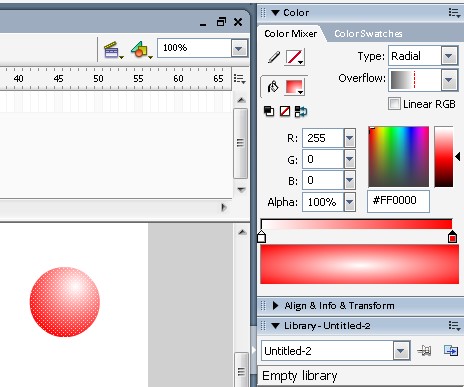 Color
Color Mixer Color Swatches
100%
Type: Radial
Overflow:
Linear RGB
40 45 50 55 60 65
R: 255
G: 0
B: 0
Alpha: 100% #FF0000
Align & Info & Transform
Library - Untitled-2
Untitled-2
Empty library